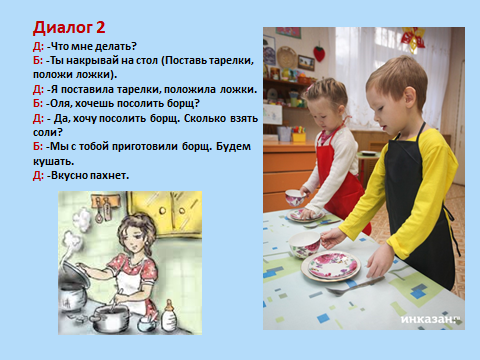 Диалог 2
Д: -Что мне делать?
Б: -Ты накрывай на стол (Поставь тарелки,
положи ложки).
Д: -Я поставила тарелки, положила ложки.
Б: -Оля, хочешь посолить борщ?
Д: - Да, хочу посолить борщ. Сколько взять
соли?
Б: -Мы с тобой приготовили борщ. Будем
кушать.
Д: -Вкусно пахнет.
инказан.ру